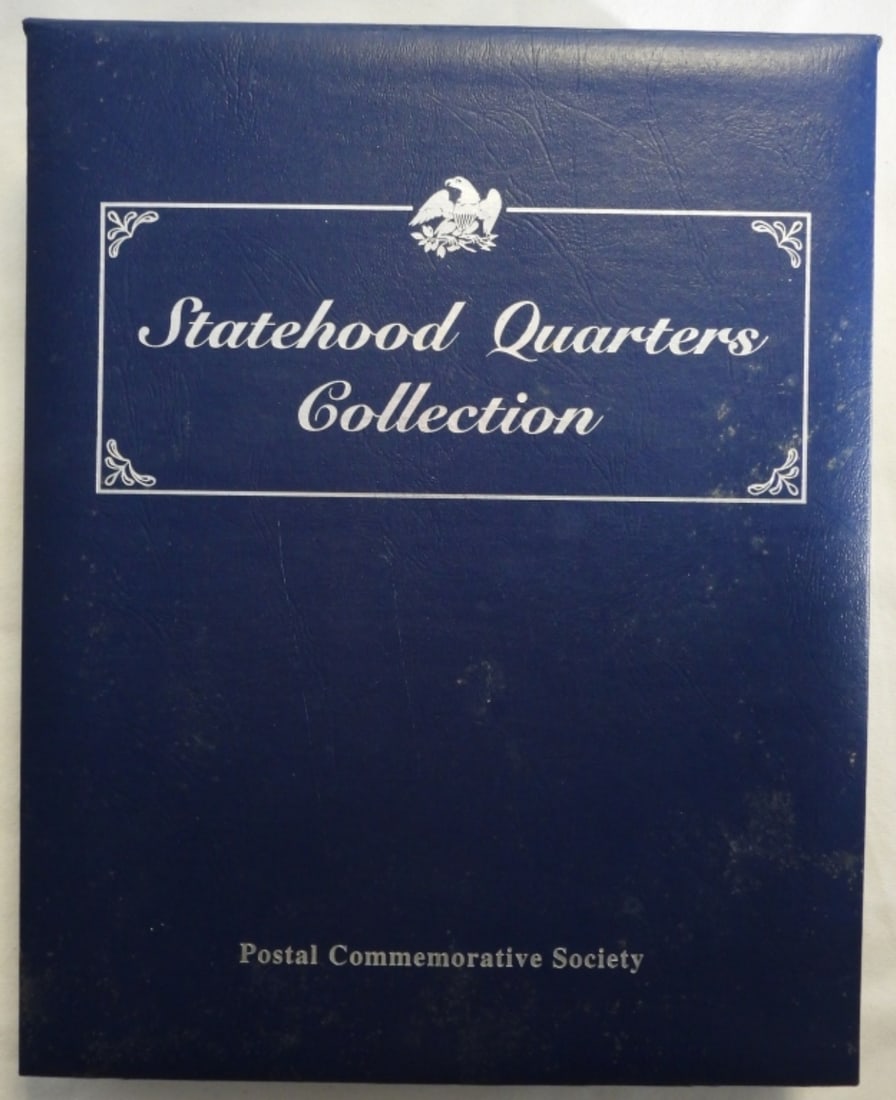 Statehood Quarters
Collection
Postal Commemorative Society